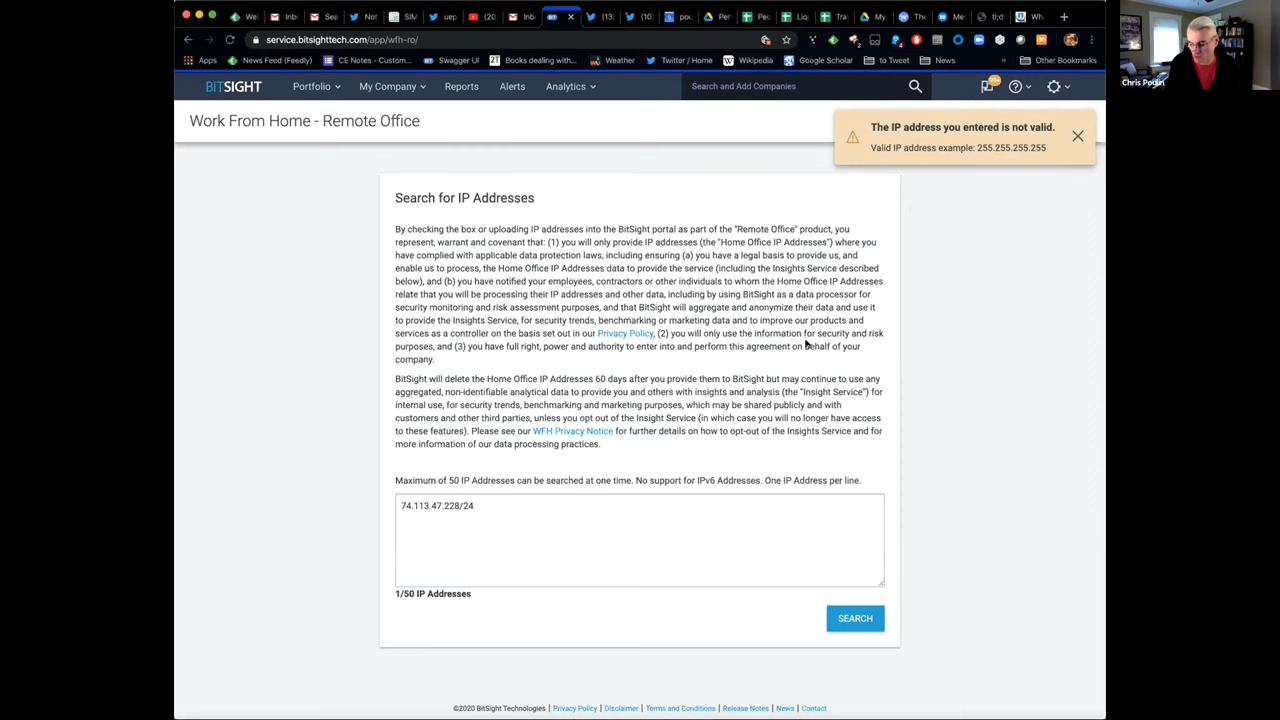 Wel
Inb
Sea
Not
SIM
uep
(20
Inb
(13
(10
pou
Per
Pec
Liq
Tra
My
The
Me
tl;d
Wh
service.bitsighttech.com/app/wfh-ro/
Apps
News Feed (Feedly)
CE Notes - Custom...
Swagger UI
Books dealing with...
Weather
Twitter / Home
Wikipedia
Google Scholar
to Tweet
News
»
Other Bookmarks
Chris Poulin
BITSIGHT
Portfolio
My Company
Reports
Alerts
Analytics
Search and Add Companies
Work From Home - Remote Office
The IP address you entered is not valid.
Valid IP address example: 255.255.255.255
Search for IP Addresses
By checking the box or uploading IP addresses into the BitSight portal as part of the "Remote Office" product, you
represent, warrant and covenant that: (1) you will only provide IP addresses (the "Home Office IP Addresses") where you
have complied with applicable data protection laws, including ensuring (a) you have a legal basis to provide us, and
enable us to process, the Home Office IP Addresses data to provide the service (including the Insights Service described
below), and (b) you have notified your employees, contractors or other individuals to whom the Home Office IP Addresses
relate that you will be processing their IP addresses and other data, including by using BitSight as a data processor for
security monitoring and risk assessment purposes, and that BitSight will aggregate and anonymize their data and use it
to provide the Insights Service, for security trends, benchmarking or marketing data and to improve our products and
services as a controller on the basis set out in our Privacy Policy, (2) you will only use the information for security and risk
purposes, and (3) you have full right, power and authority to enter into and perform this agreement on behalf of your
company.
BitSight will delete the Home Office IP Addresses 60 days after you provide them to BitSight but may continue to use any
aggregated, non-identifiable analytical data to provide you and others with insights and analysis (the "Insight Service") for
internal use, for security trends, benchmarking and marketing purposes, which may be shared publicly and with
customers and other third parties, unless you opt out of the Insight Service (in which case you will no longer have access
to these features). Please see our WFH Privacy Notice for further details on how to opt-out of the Insights Service and for
more information of our data processing practices.
Maximum of 50 IP Addresses can be searched at one time. No support for IPv6 Addresses. One IP Address per line.
74.113.47.228/24
1/50 IP Addresses
SEARCH
©2020 BitSight Technologies | Privacy Policy | Disclaimer | Terms and Conditions | Release Notes | News | Contact